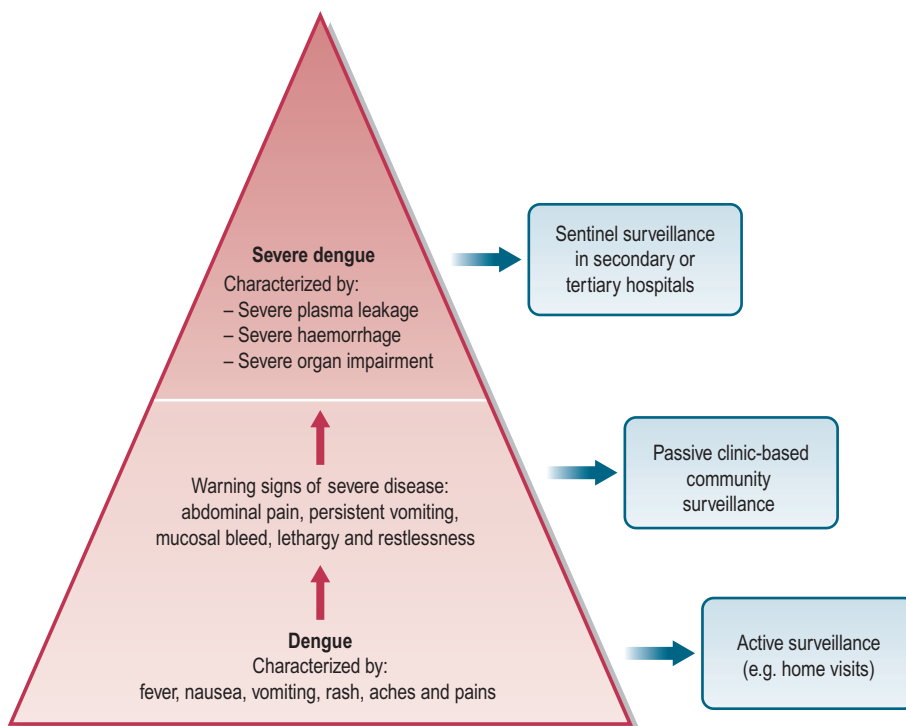 Severe dengue
Characterized by:
– Severe plasma leakage
– Severe haemorrhage
– Severe organ impairment
Sentinel surveillance
in secondary or
tertiary hospitals
Warning signs of severe disease:
abdominal pain, persistent vomiting,
mucosal bleed, lethargy and restlessness
Passive clinic-based
community
surveillance
Dengue
Characterized by:
fever, nausea, vomiting, rash, aches and pains
Active surveillance
(e.g. home visits)